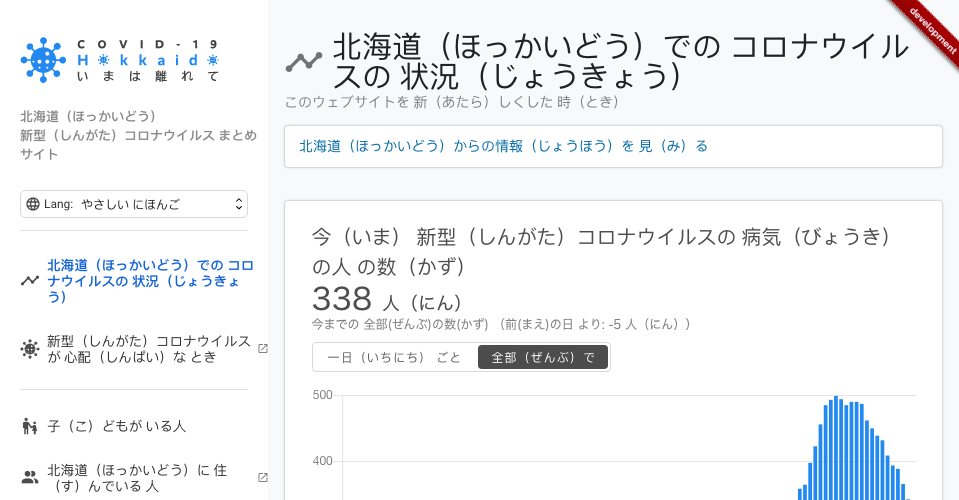 COVID-19
Hokkaido
いまは離れて
北海道（ほっかいどう）
新型（しんがた）コロナウイルス まとめ
サイト
Lang: やさしい にほんご
北海道（ほっかいどう）での コロ
ナウイルスの 状況（じょうきょ
う）
新型（しんがた）コロナウイルス
が 心配（しんぱい）な とき
子（こ）どもが いる人
北海道（ほっかいどう）に 住
（す）んでいる 人
development
北海道（ほっかいどう）での コロナウイル
スの 状況（じょうきょう）
このウェブサイトを 新（あたら）しくした 時（とき）
北海道（ほっかいどう）からの情報（じょうほう）を 見（み）る
今（いま） 新型（しんがた）コロナウイルスの 病気（びょうき）
の人 の数（かず）
338 人（にん）
今までの 全部(ぜんぶ)の数(かず) （前(まえ)の日 より: -5 人（にん））
一日（いちにち） ごと
全部（ぜんぶ）で
500
400